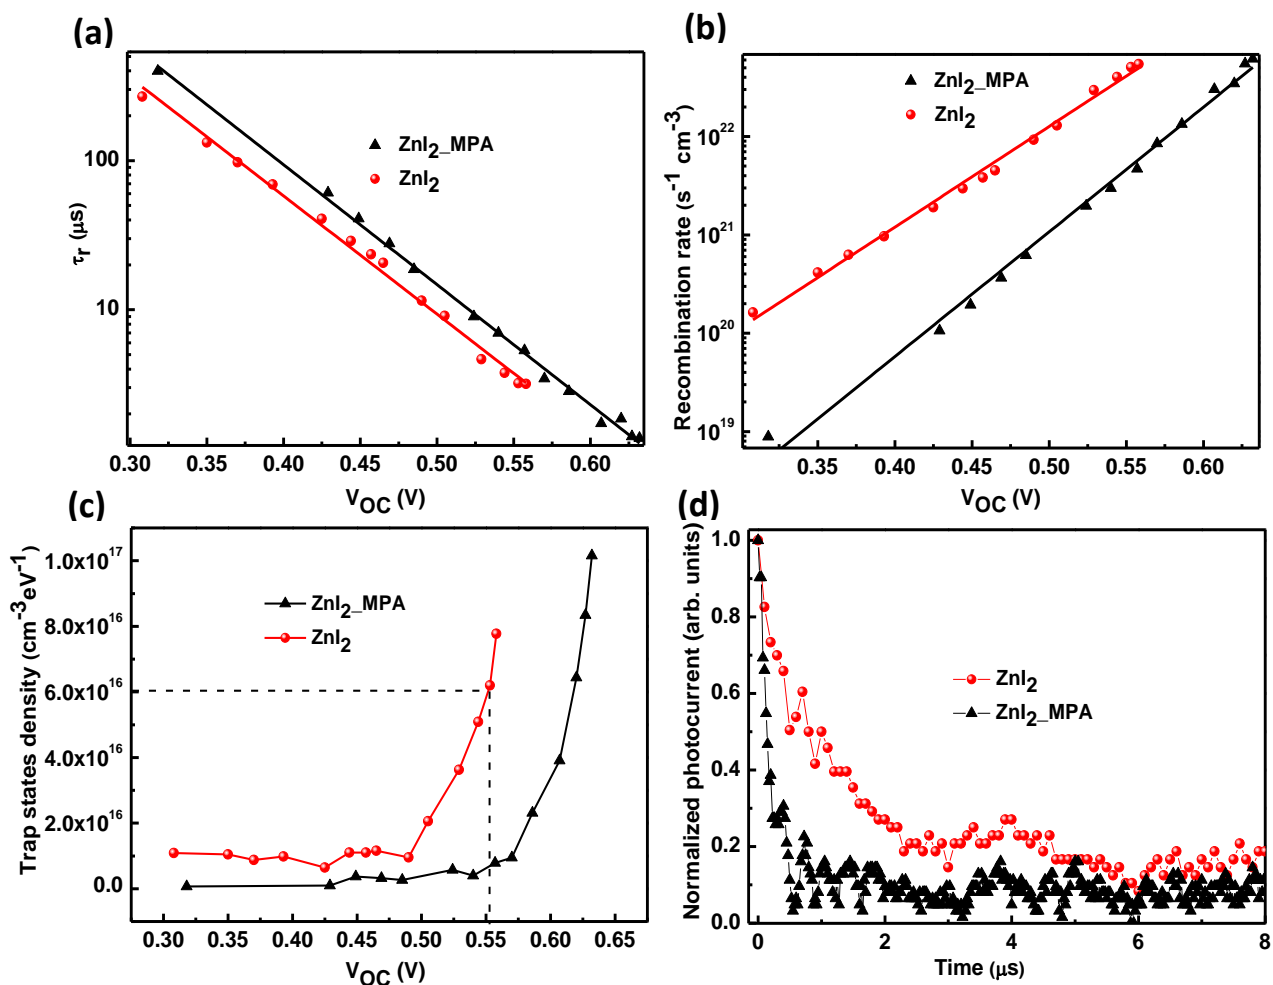 (a)
τr (μs)
100
10
ZnI2_MPA
ZnI2
0.30 0.35 0.40 0.45 0.50 0.55 0.60
VOC (V)
(b)
Recombination rate (s-1 cm-3)
10^22
10^21
10^20
10^19
ZnI2_MPA
ZnI2
0.35 0.40 0.45 0.50 0.55 0.60
VOC (V)
(c)
Trap states density (cm-3eV-1)
1.0x10^17
8.0x10^16
6.0x10^16
4.0x10^16
2.0x10^16
0.0
ZnI2_MPA
ZnI2
0.30 0.35 0.40 0.45 0.50 0.55 0.60 0.65
VOC (V)
(d)
Normalized photocurrent (arb. units)
1.0
0.8
0.6
0.4
0.2
0.0
ZnI2
ZnI2_MPA
0 2 4 6 8
Time (μs)